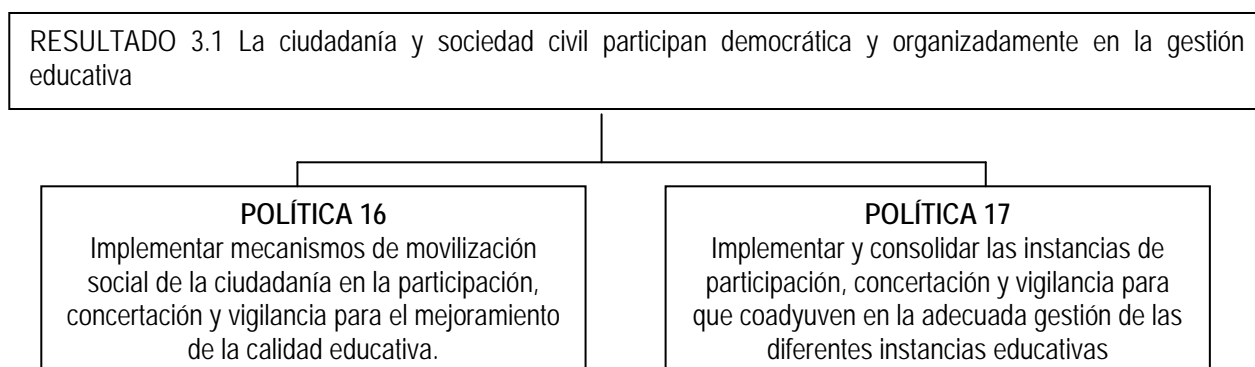 RESULTADO 3.1 La ciudadanía y sociedad civil participan democrática y organizadamente en la gestión
educativa
POLÍTICA 16
Implementar mecanismos de movilización
social de la ciudadanía en la participación,
concertación y vigilancia para el mejoramiento
de la calidad educativa.
POLÍTICA 17
Implementar y consolidar las instancias de
participación, concertación y vigilancia para
que coadyuven en la adecuada gestión de las
diferentes instancias educativas